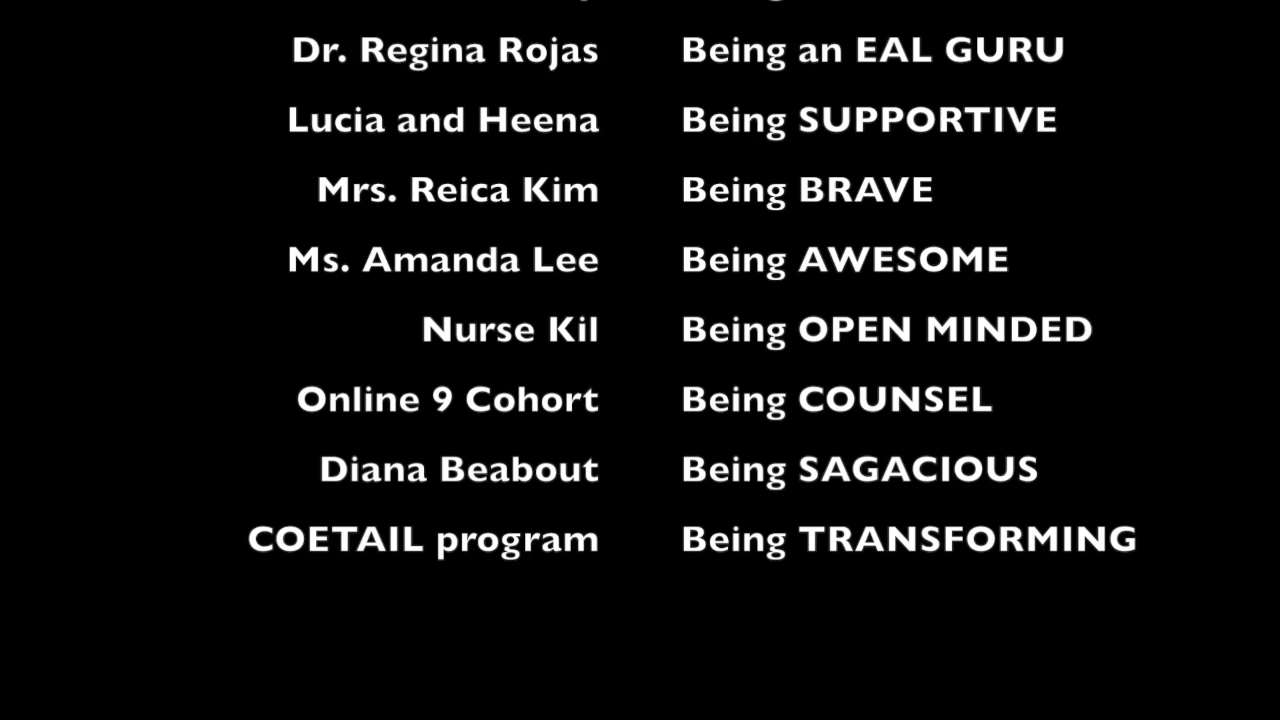 Dr. Regina Rojas Being an EAL GURU
Lucia and Heena Being SUPPORTIVE
Mrs. Reica Kim Being BRAVE
Ms. Amanda Lee Being AWESOME
Nurse Kil Being OPEN MINDED
Online 9 Cohort Being COUNSEL
Diana Beabout Being SAGACIOUS
COETAIL program Being TRANSFORMING